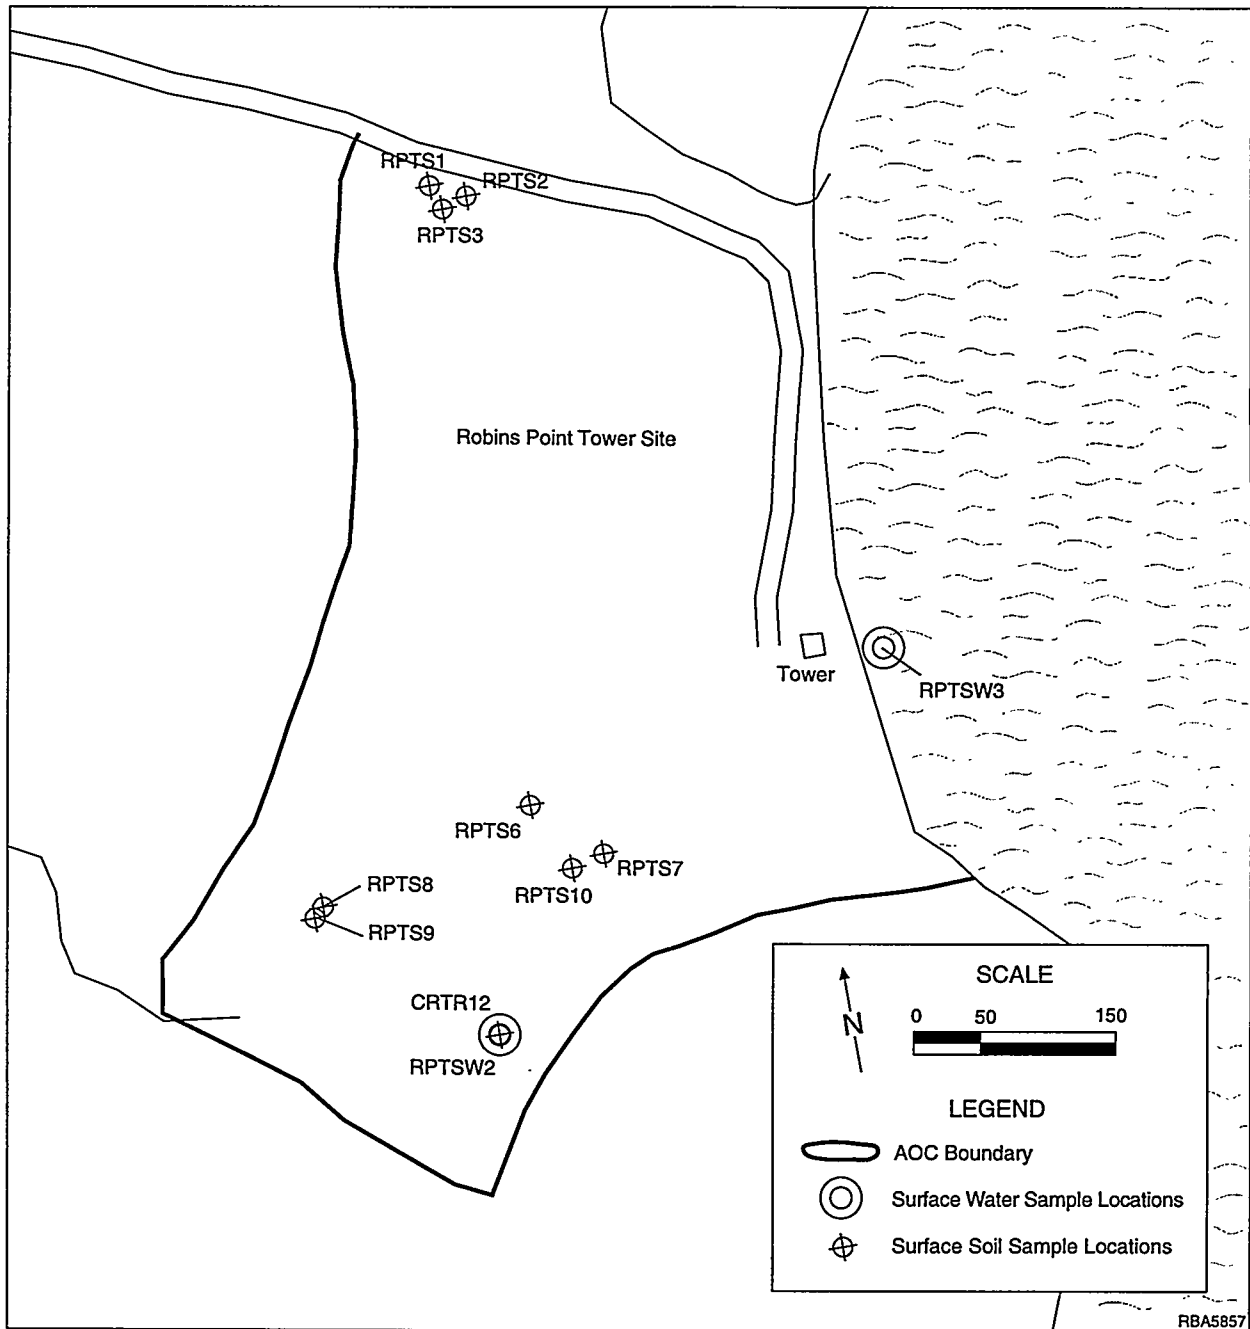 RPTS1
RPTS2
RPTS3
Robins Point Tower Site
Tower
RPTSW3
RPTS6
RPTS7
RPTS10
RPTS8
RPTS9
CRTR12
RPTSW2
SCALE
0 50 150
N
LEGEND
AOC Boundary
Surface Water Sample Locations
Surface Soil Sample Locations
RBA5857